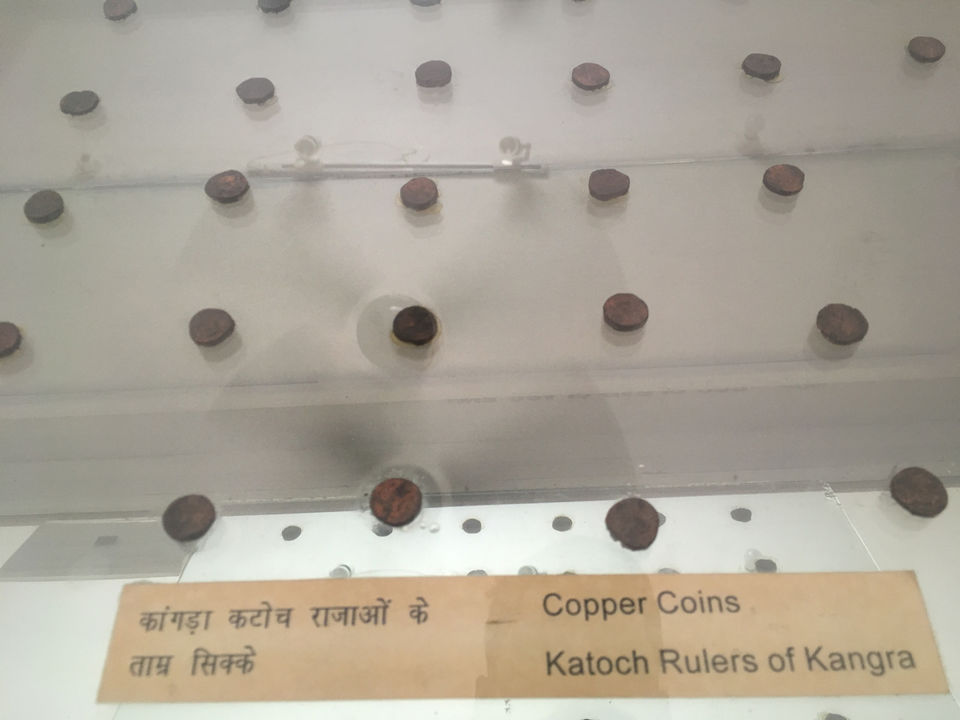 कांगड़ा कटोच राजाओं के
ताम्र सिक्के
Copper Coins
Katoch Rulers of Kangra